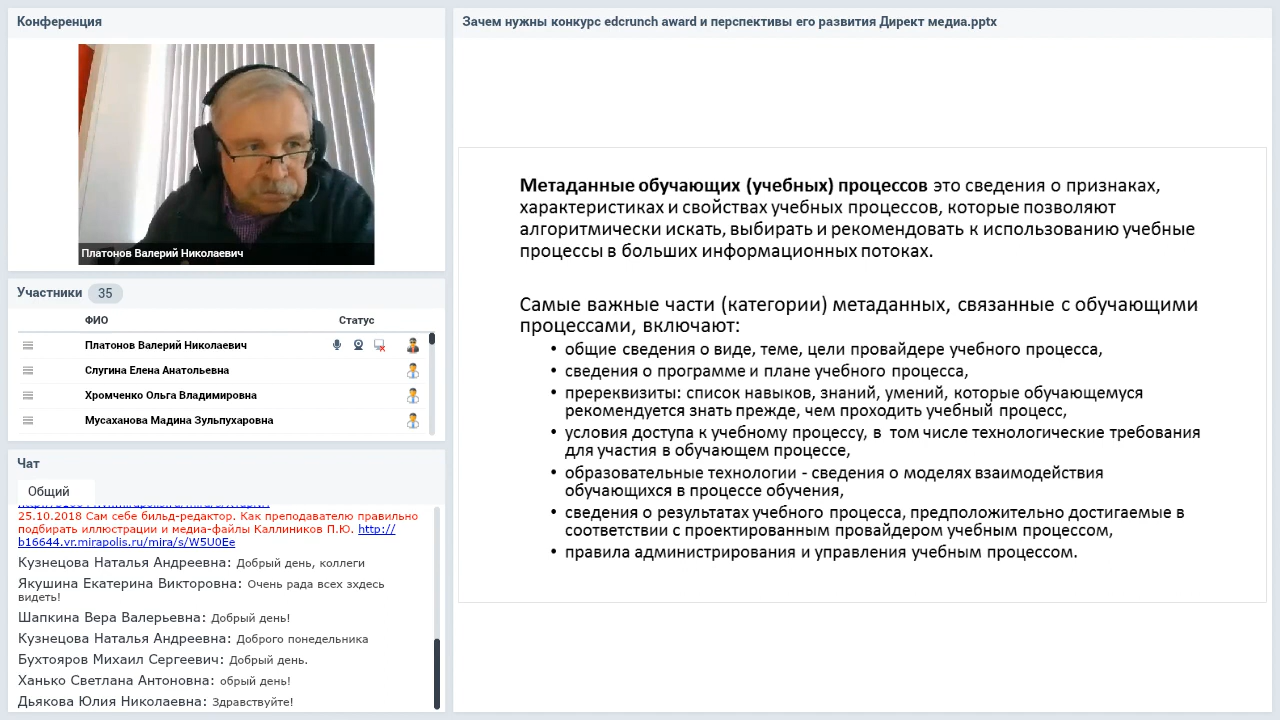 Конференция
Платонов Валерий Николаевич
Участники 35
ФИО Статус
Платонов Валерий Николаевич
Слугина Елена Анатольевна
Хромченко Ольга Владимировна
Мусаханова Мадина Зульпухаровна
Чат
Общий
25.10.2018 Сам себе бильд-редактор. Как преподавателю правильно
подбирать иллюстрации и медиа-файлы Каллиников П.Ю. http://
b16644.vr.mirapolis.ru/mira/s/W5U0Ee
Кузнецова Наталья Андреевна: Добрый день, коллеги
Якушина Екатерина Викторовна: Очень рада всех зхдесь
видеть!
Шапкина Вера Валерьевна: Добрый день!
Кузнецова Наталья Андреевна: Доброго понедельника
Бухтояров Михаил Сергеевич: Добрый день.
Ханько Светлана Антоновна: обрый день!
Дьякова Юлия Николаевна: Здравствуйте!
Зачем нужны конкурс edcrunch award и перспективы его развития Директ медиа.pptx
Метаданные обучающих (учебных) процессов это сведения о признаках,
характеристиках и свойствах учебных процессов, которые позволяют
алгоритмически искать, выбирать и рекомендовать к использованию учебные
процессы в больших информационных потоках.
Самые важные части (категории) метаданных, связанные с обучающими
процессами, включают:
• общие сведения о виде, теме, цели провайдере учебного процесса,
• сведения о программе и плане учебного процесса,
• пререквизиты: список навыков, знаний, умений, которые обучающемуся
рекомендуется знать прежде, чем проходить учебный процесс,
• условия доступа к учебному процессу, в том числе технологические требования
для участия в обучающем процессе,
• образовательные технологии - сведения о моделях взаимодействия
обучающихся в процессе обучения,
• сведения о результатах учебного процесса, предположительно достигаемые в
соответствии с проектированным провайдером учебным процессом,
• правила администрирования и управления учебным процессом.